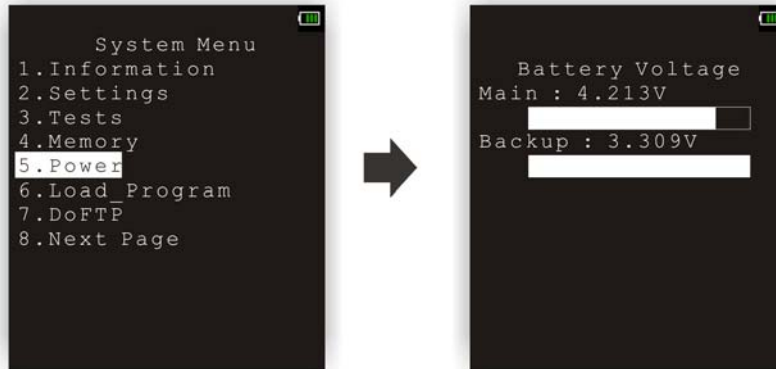 System Menu
1.Information
2.Settings
3.Tests
4.Memory
5.Power
6.Load_Program
7.DoFTP
8.Next Page
Battery Voltage
Main : 4.213V
Backup : 3.309V